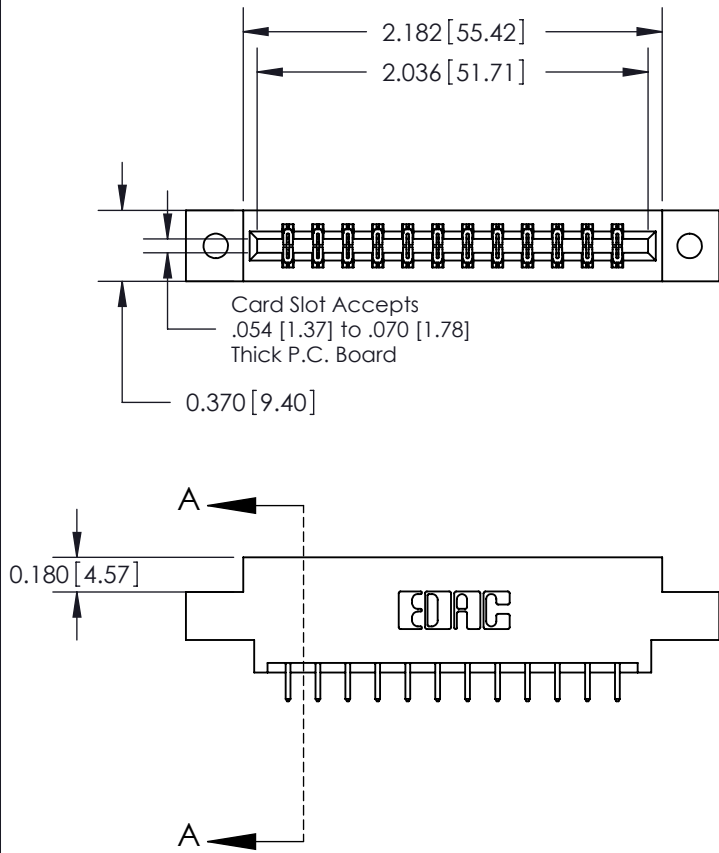 2.182 [55.42]
2.036 [51.71]
Card Slot Accepts
.054 [1.37] to .070 [1.78]
Thick P.C. Board
0.370 [9.40]
A
0.180 [4.57]
EDAC
A